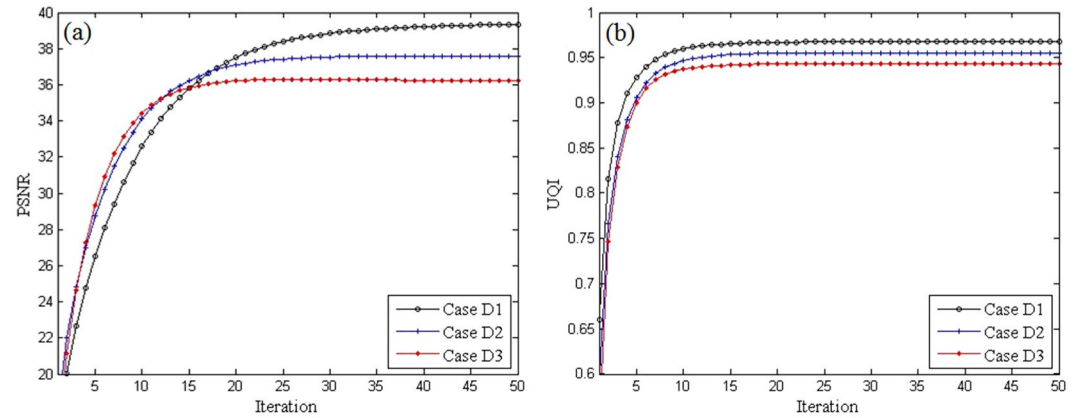 (a)
PSNR
40
38
36
34
32
30
28
26
24
22
20
5 10 15 20 25 30 35 40 45 50
Iteration
Case D1
Case D2
Case D3
(b)
UQI
1
0.95
0.9
0.85
0.8
0.75
0.7
0.65
0.6
5 10 15 20 25 30 35 40 45 50
Iteration
Case D1
Case D2
Case D3